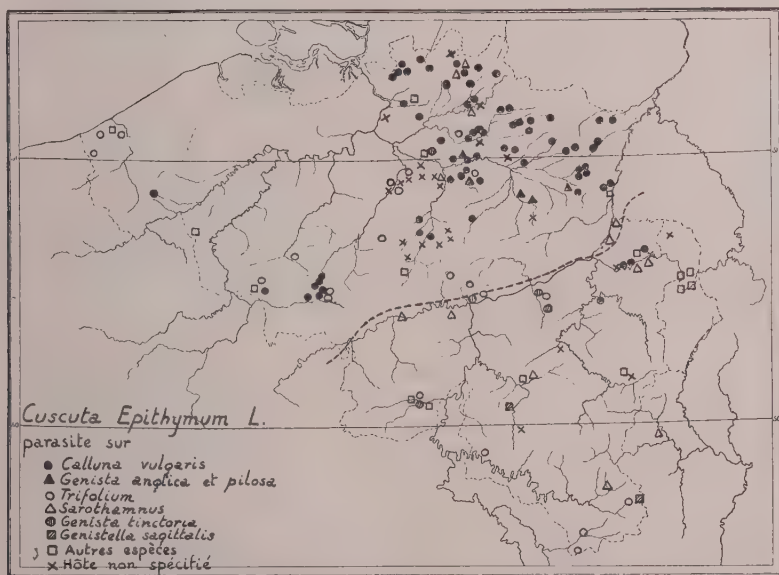 Cuscuta Epithymum L.
parasite sur
Calluna vulgaris
Genista anglica et pilosa
Trifolium
Sarothamnus
Genista tinctoria
Genistella sagittalis
Autres espèces
Hôte non spécifié